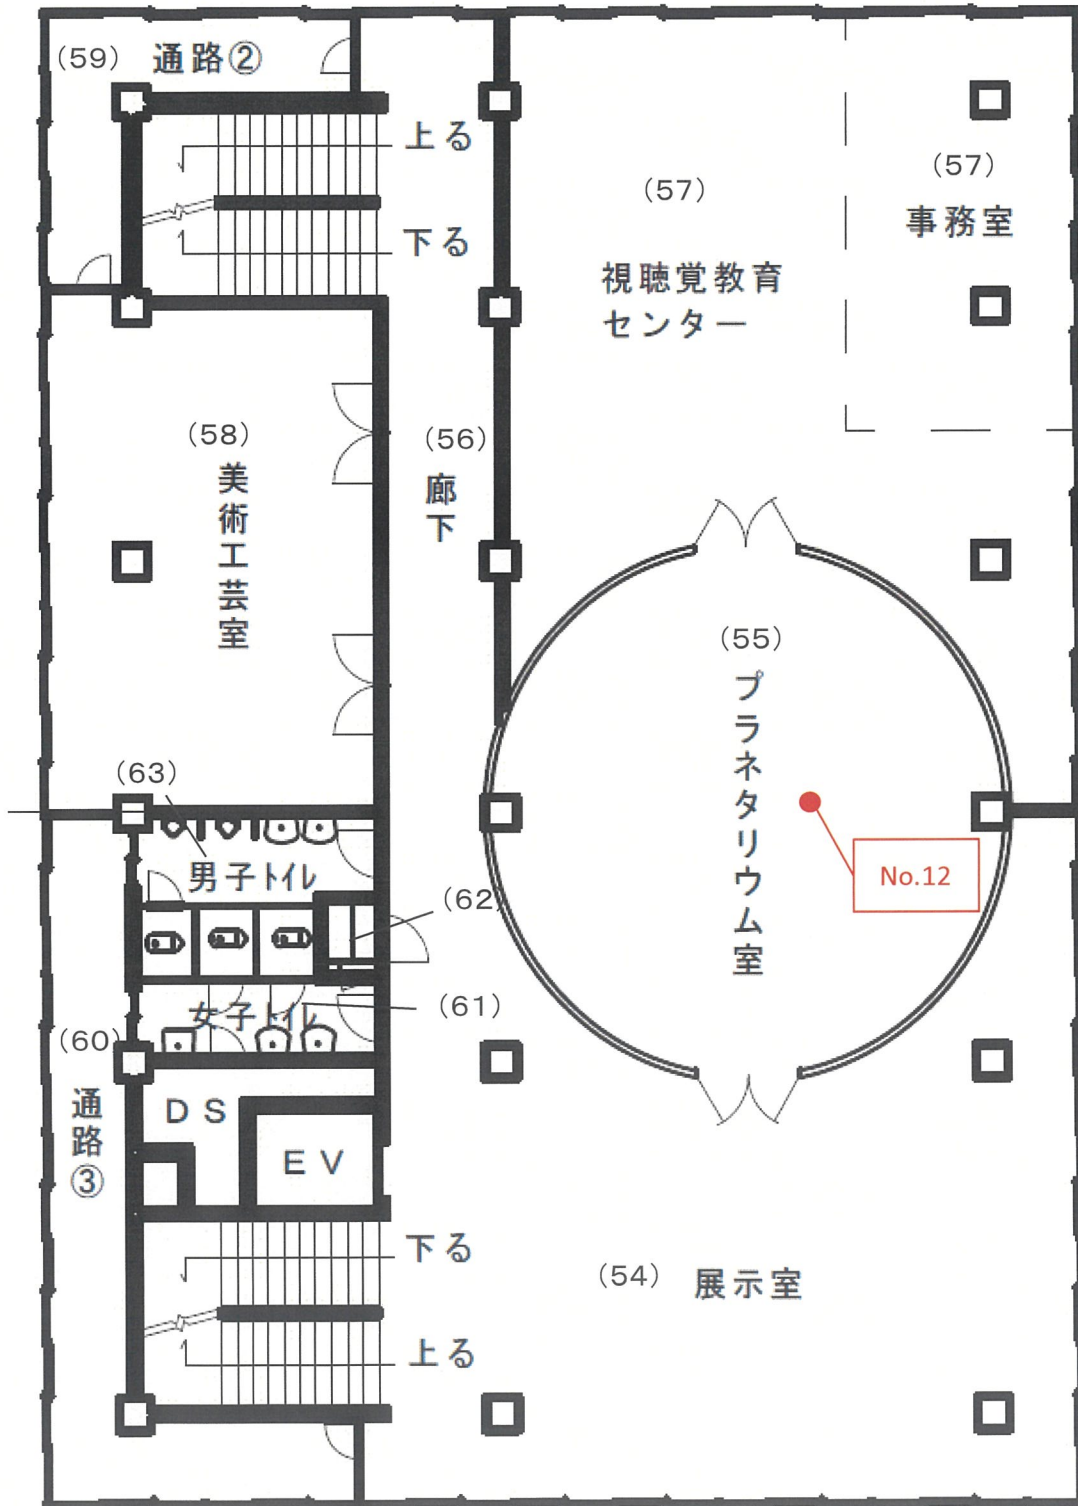 （59） 通路②
上る
下る
（57）
（57）
事務室
視聴覚教育
センター
（58）
美術工芸室
（56）
廊下
（55）
プラネタリウム室
No.12
（63）
男子ﾄｲﾚ
（62）
女子ﾄｲﾚ
（61）
（60）
通路③
DS
EV
下る
上る
（54） 展示室